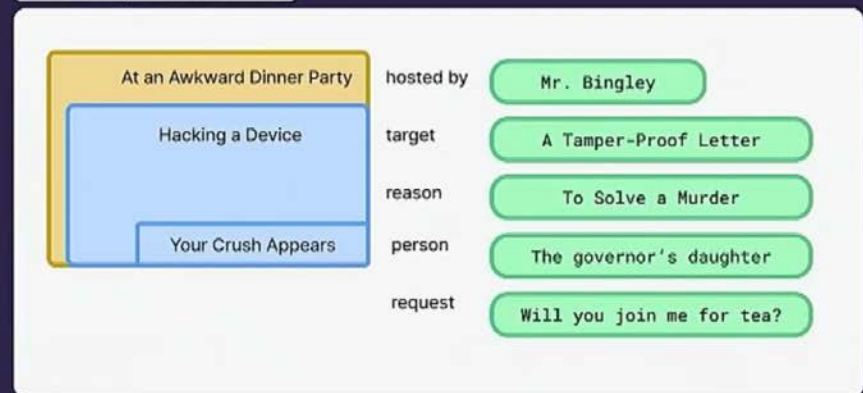 At an Awkward Dinner Party hosted by Mr. Bingley
Hacking a Device target A Tamper-Proof Letter
reason To Solve a Murder
Your Crush Appears person The governor's daughter
request Will you join me for tea?